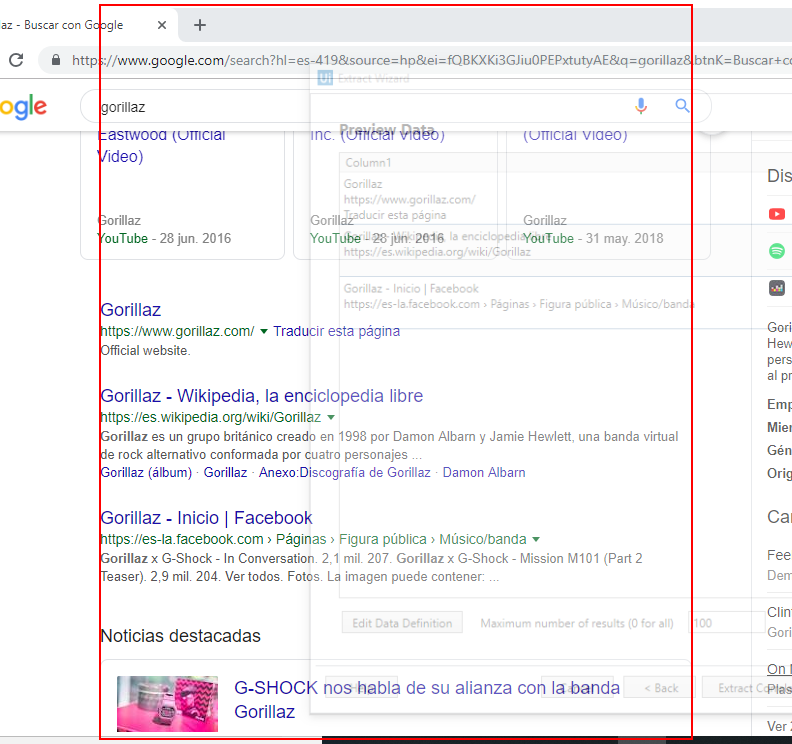 laz - Buscar con Google
https://www.google.com/search?hl=es-419&source=hp&ei=fQBKXKi3GJiu0PEPxtutyAE&q=gorillaz&btnK=Buscar+co
Extract Wizard
ogle
gorillaz
Preview Data
Eastwood (Official
Video)
Inc. (Official Video)
(Official Video)
Column1
Gorillaz
https://www.gorillaz.com/
Traducir esta página
Gorillaz - Wikipedia, la enciclopedia libre
https://es.wikipedia.org/wiki/Gorillaz
Gorillaz - Inicio | Facebook
https://es-la.facebook.com › Páginas › Figura pública › Músico/banda
Gorillaz
YouTube - 28 jun. 2016
Gorillaz
YouTube - 28 jun. 2016
Gorillaz
YouTube - 31 may. 2018
Gorillaz
https://www.gorillaz.com/ Traducir esta página
Official website.
Gorillaz - Wikipedia, la enciclopedia libre
https://es.wikipedia.org/wiki/Gorillaz
Gorillaz es un grupo británico creado en 1998 por Damon Albarn y Jamie Hewlett, una banda virtual
de rock alternativo conformada por cuatro personajes ...
Gorillaz (álbum) · Gorillaz · Anexo:Discografía de Gorillaz · Damon Albarn
Gorillaz - Inicio | Facebook
https://es-la.facebook.com › Páginas › Figura pública › Músico/banda
Gorillaz x G-Shock - In Conversation. 2,1 mil. 207. Gorillaz x G-Shock - Mission M101 (Part 2
Teaser). 2,9 mil. 204. Ver todos. Fotos. La imagen puede contener: ...
Edit Data Definition
Maximum number of results (0 for all)
100
Noticias destacadas
G-SHOCK nos habla de su alianza con la banda
Gorillaz
Help
< Back
Extract Co
Dis
Gori
Hew
pers
al pr
Emp
Mier
Gén
Orig
Can
Fee
Dem
Clin
Gori
On M
Plas
Ver 2